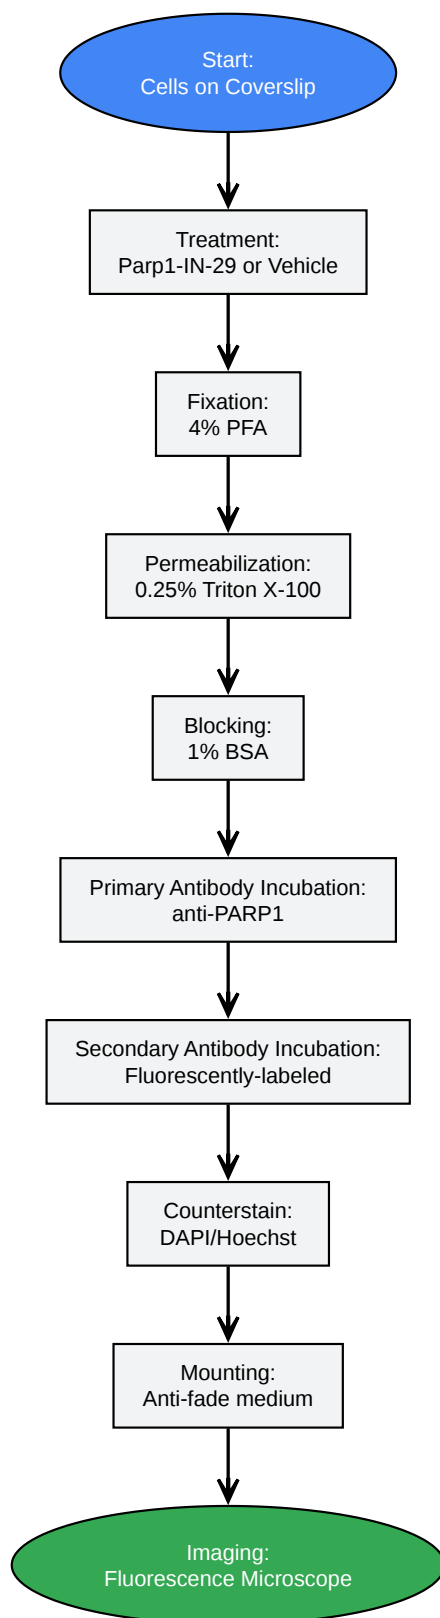 Start:
Cells on Coverslip
Treatment:
Parp1-IN-29 or Vehicle
Fixation:
4% PFA
Permeabilization:
0.25% Triton X-100
Blocking:
1% BSA
Primary Antibody Incubation:
anti-PARP1
Secondary Antibody Incubation:
Fluorescently-labeled
Counterstain:
DAPI/Hoechst
Mounting:
Anti-fade medium
Imaging:
Fluorescence Microscope